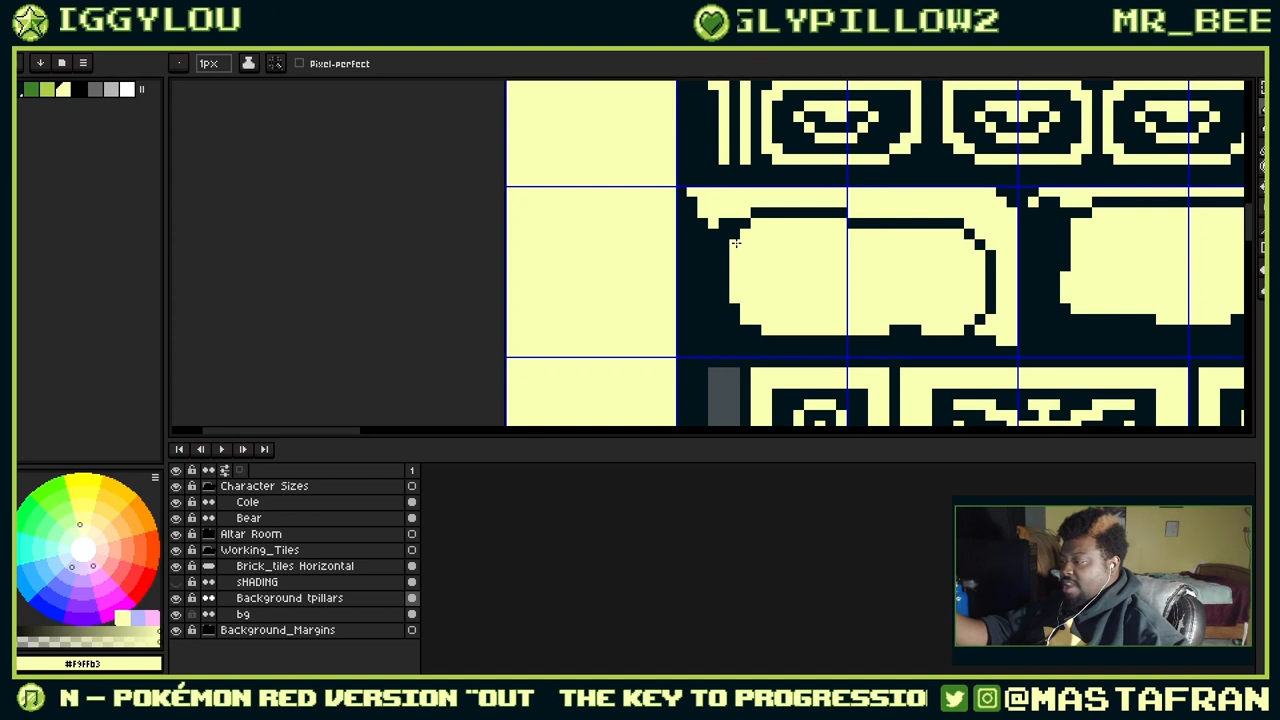 IGGYLOU
GLYPILLOW2
MR_BEE
1px
Pixel-perfect
1
Character Sizes
Cole
Bear
Altar Room
Working_Tiles
Brick_tiles Horizontal
sHADING
Background tpillars
bg
Background_Margins
#F9FFB3
N – POKÉMON RED VERSION "OUT
THE KEY TO PROGRESSIO
@MASTAFRAN